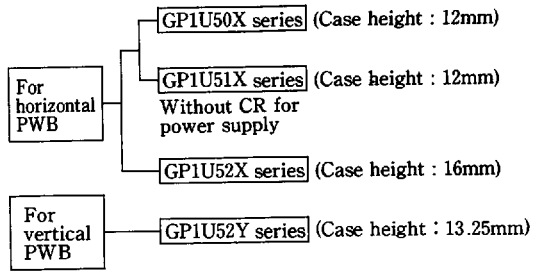 GP1U50X series (Case height : 12mm)
For horizontal PWB
GP1U51X series (Case height : 12mm)
Without CR for
power supply
GP1U52X series (Case height : 16mm)
For vertical PWB
GP1U52Y series (Case height : 13.25mm)